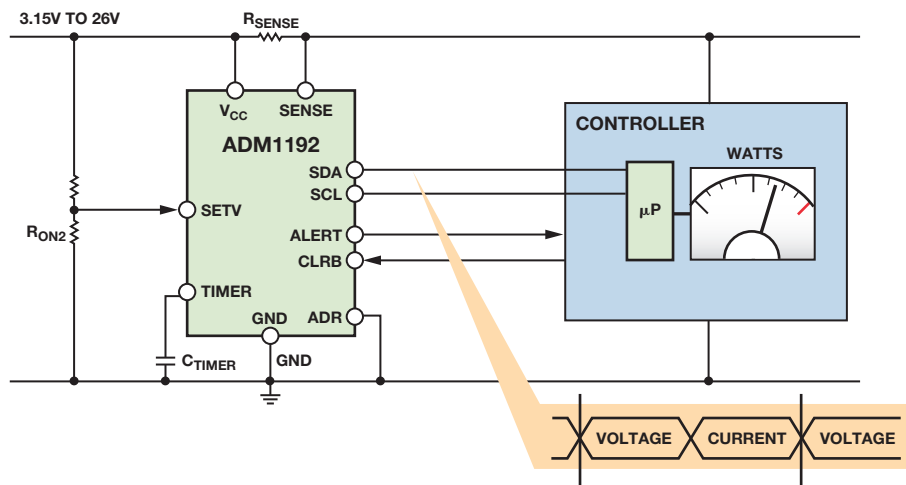 3.15V TO 26V
RSENSE
VCC
SENSE
ADM1192
SDA
SCL
SETV
ALERT
CLRB
RON2
TIMER
GND
ADR
CTIMER
GND
CONTROLLER
WATTS
µP
VOLTAGE
CURRENT
VOLTAGE